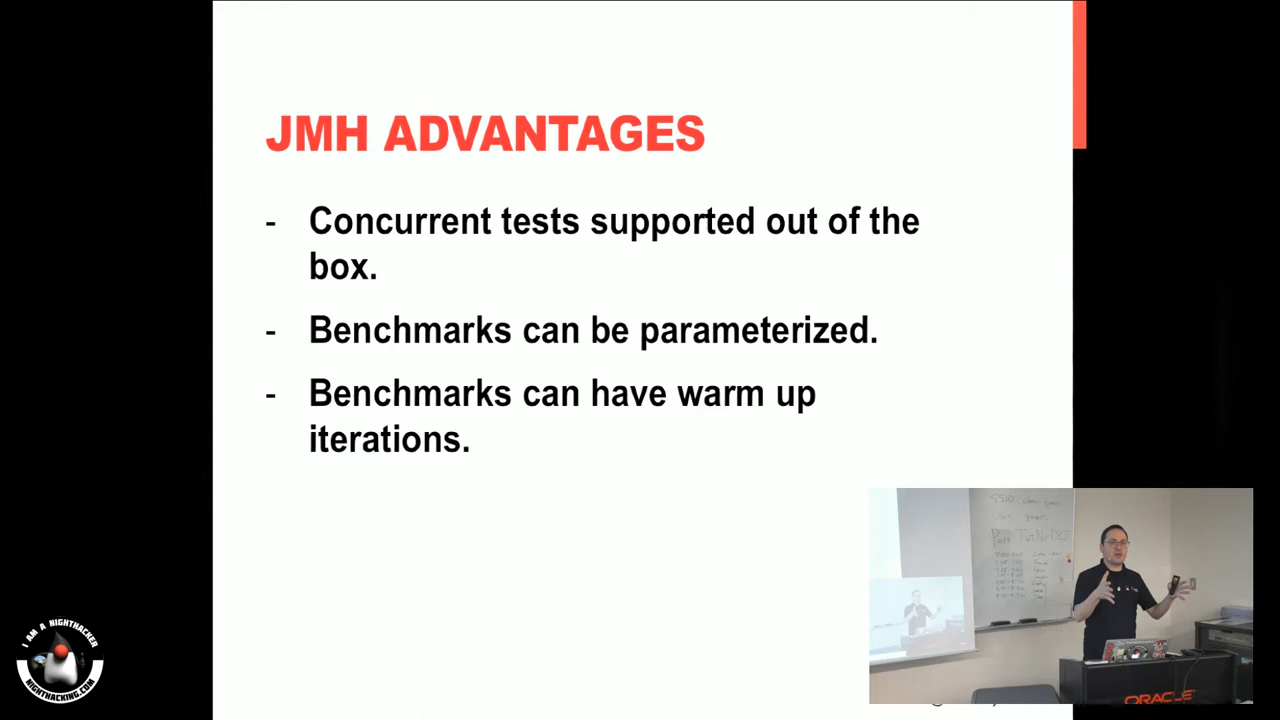 JMH ADVANTAGES
- Concurrent tests supported out of the
box.
- Benchmarks can be parameterized.
- Benchmarks can have warm up
iterations.
I AM A NIGHTHACKER
NIGHTHACKING.COM
ORACLE